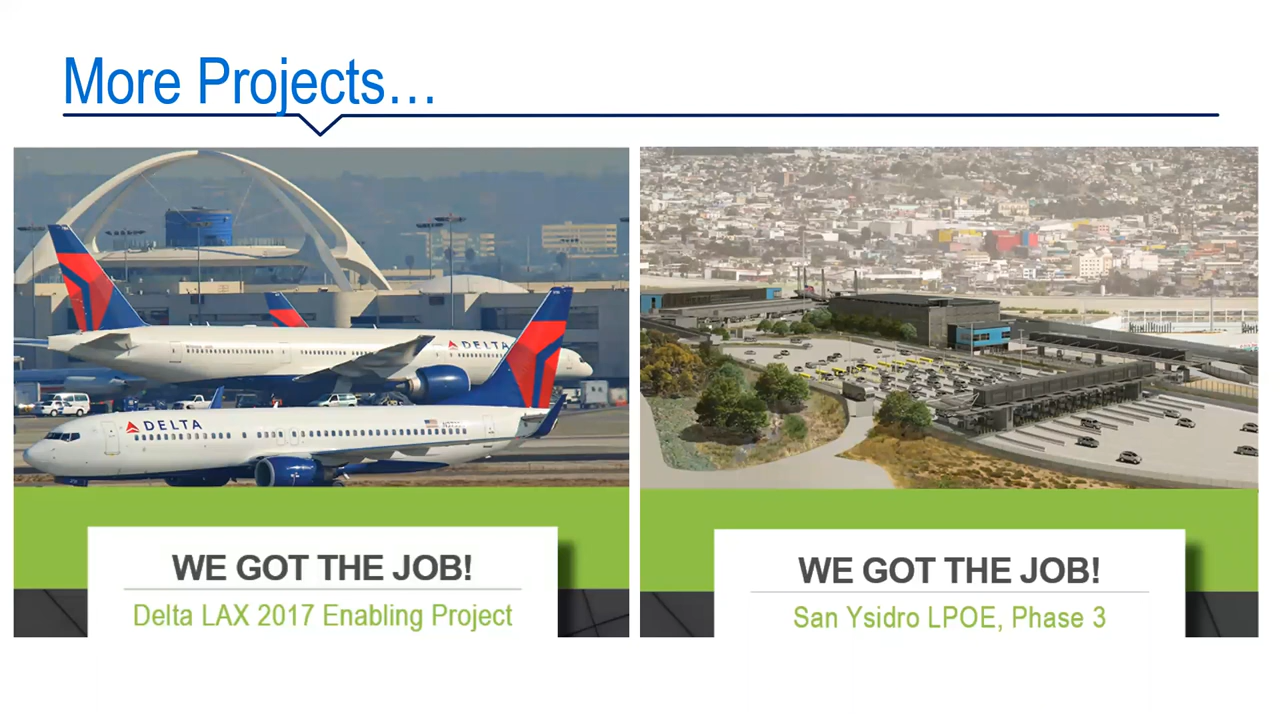 More Projects…
DELTA
DELTA
WE GOT THE JOB!
Delta LAX 2017 Enabling Project
WE GOT THE JOB!
San Ysidro LPOE, Phase 3